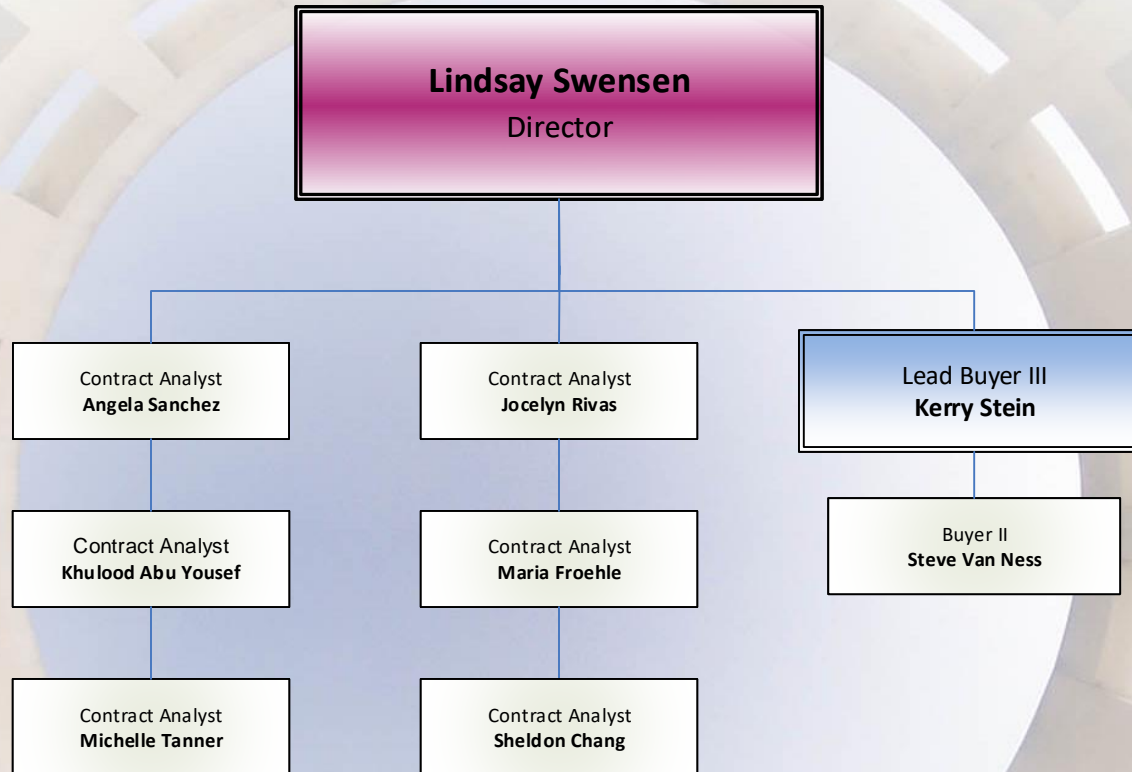 Lindsay Swensen
Director
Contract Analyst
Angela Sanchez
Contract Analyst
Jocelyn Rivas
Lead Buyer III
Kerry Stein
Contract Analyst
Khulood Abu Yousef
Contract Analyst
Maria Froehle
Buyer II
Steve Van Ness
Contract Analyst
Michelle Tanner
Contract Analyst
Sheldon Chang